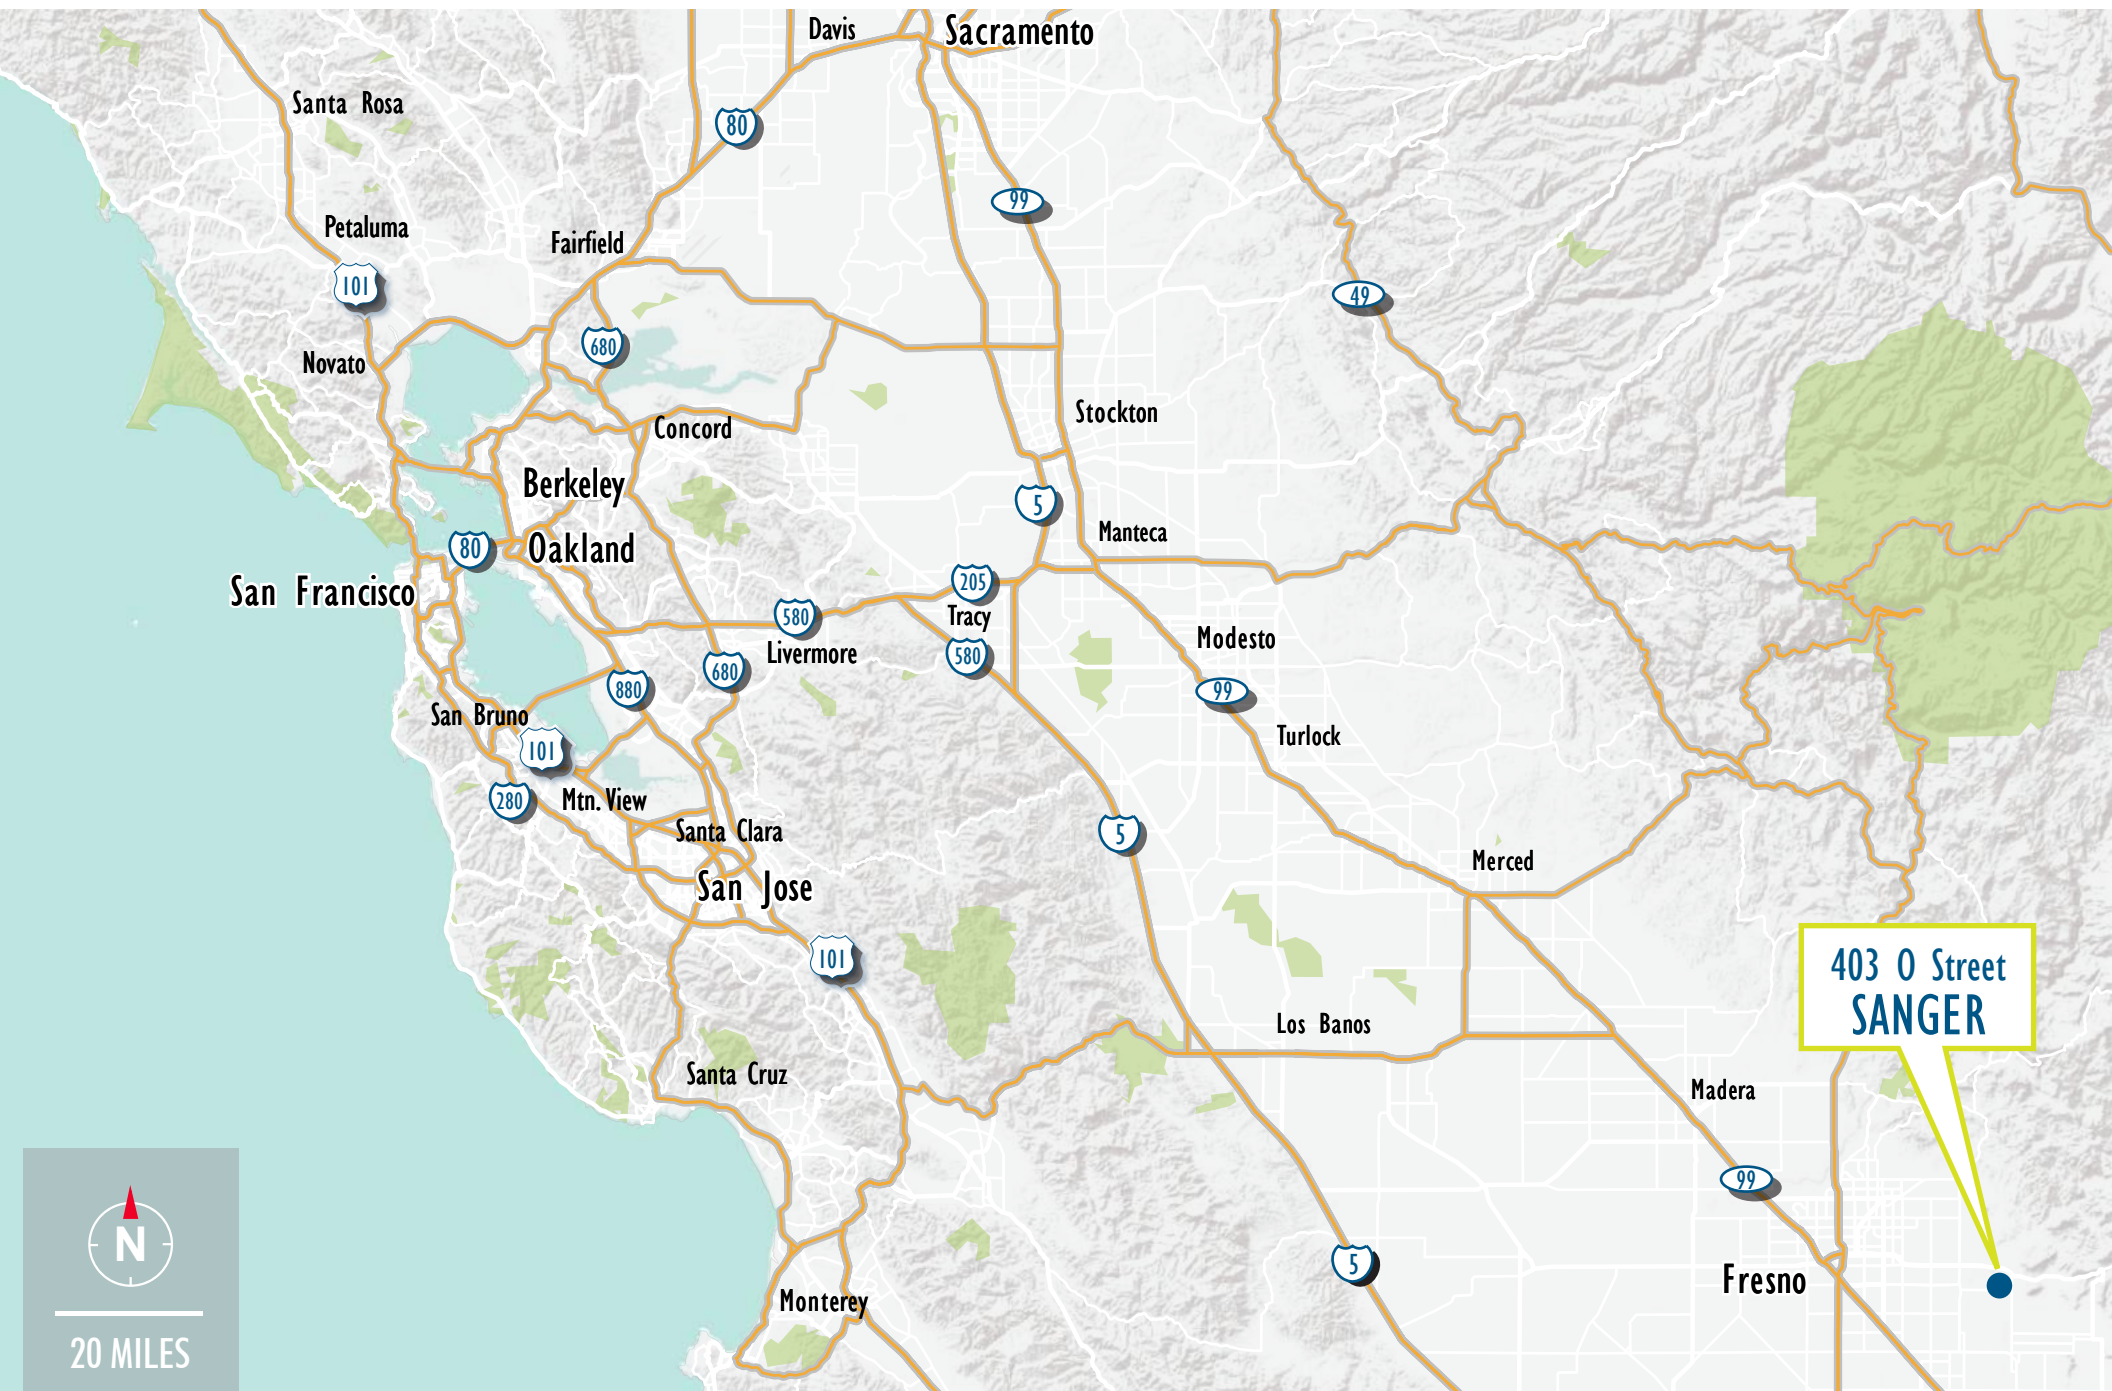 Davis
Sacramento
Santa Rosa
80
99
Petaluma
Fairfield
101
49
680
Novato
Stockton
Concord
Berkeley
5
Manteca
80
Oakland
205
San Francisco
580
Tracy
Modesto
Livermore
580
680
880
99
San Bruno
Turlock
101
280
Mtn. View
Santa Clara
5
Merced
San Jose
101
403 O Street
SANGER
Los Banos
Santa Cruz
Madera
99
N
5
Fresno
Monterey
20 MILES